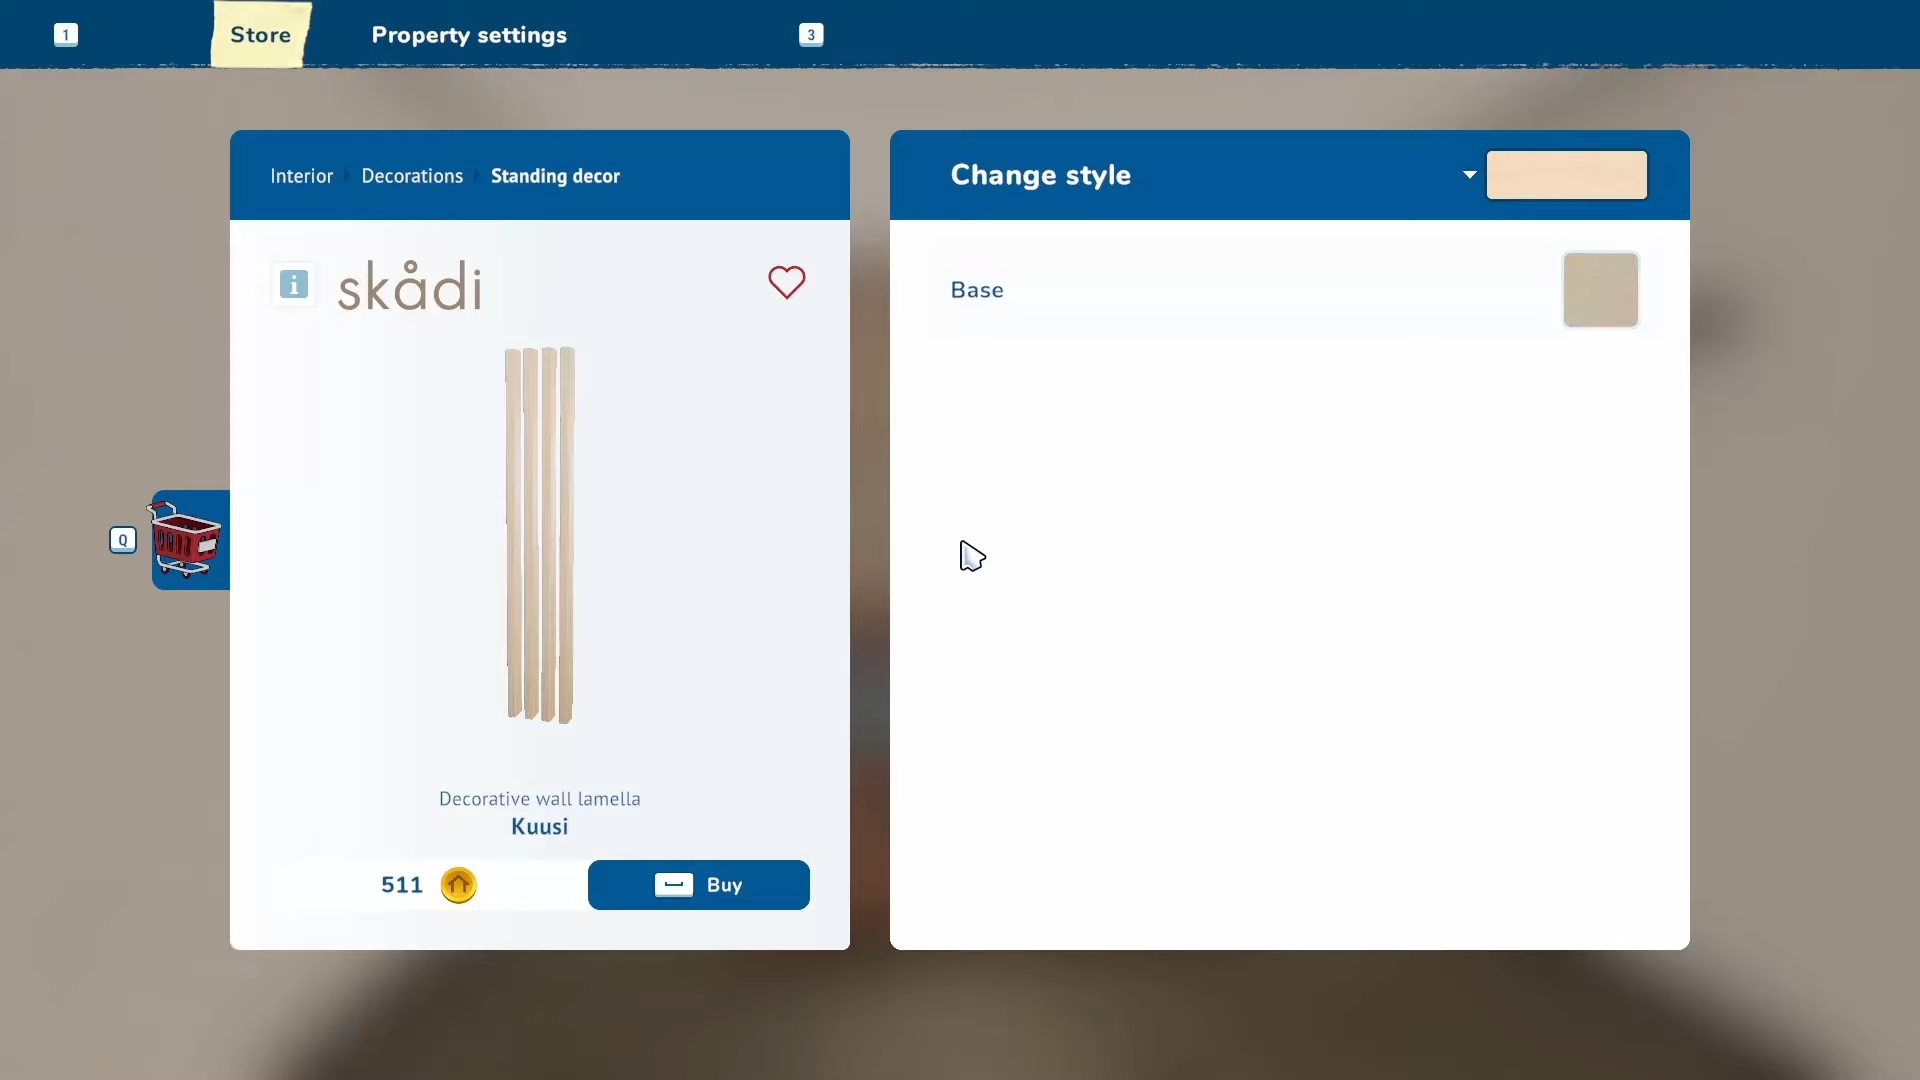 1
Store
Property settings
3
Interior
Decorations
Standing decor
Change style
i
skådi
Base
Q
Decorative wall lamella
Kuusi
511
Buy